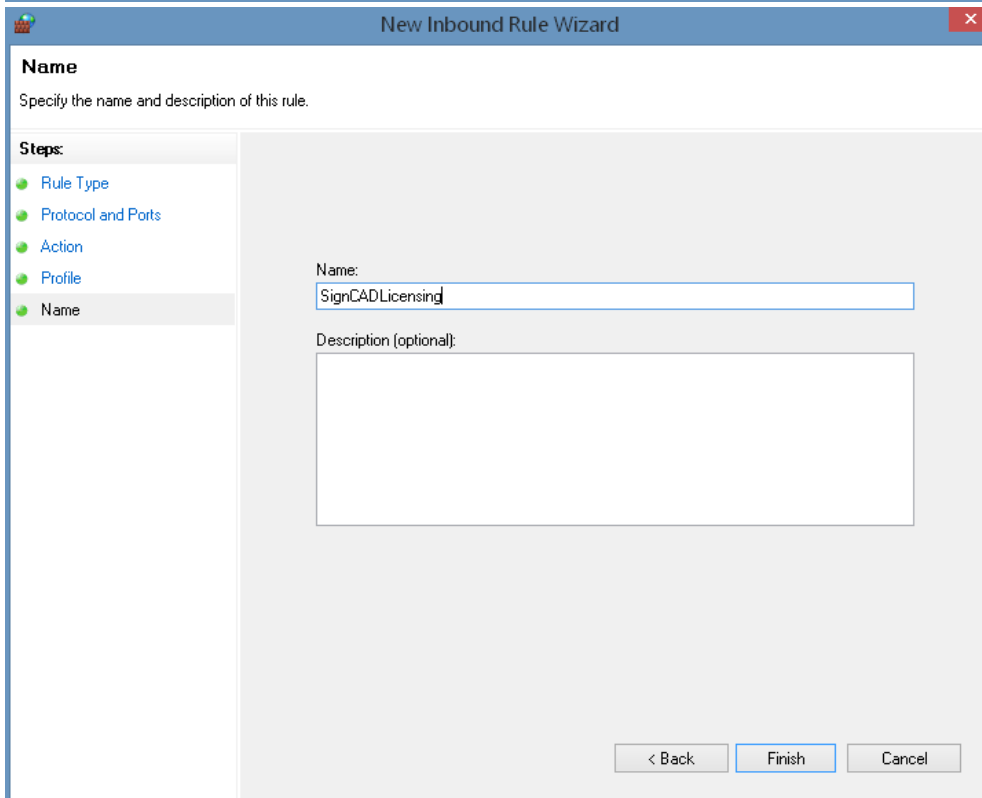 New Inbound Rule Wizard
Name
Specify the name and description of this rule.
Steps:
Rule Type
Protocol and Ports
Action
Profile
Name
Name:
SignCADLicensing
Description (optional):
< Back
Finish
Cancel